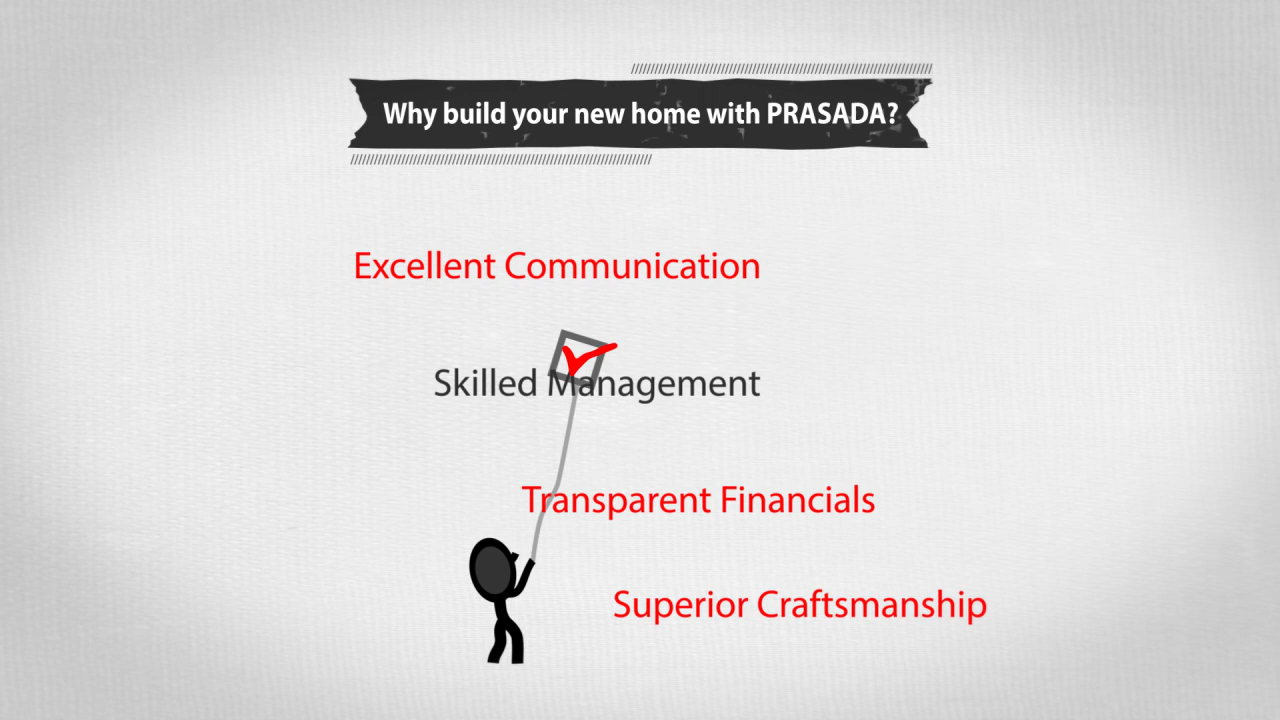 Why build your new home with PRASADA?
Excellent Communication
Skilled Management
Transparent Financials
Superior Craftsmanship